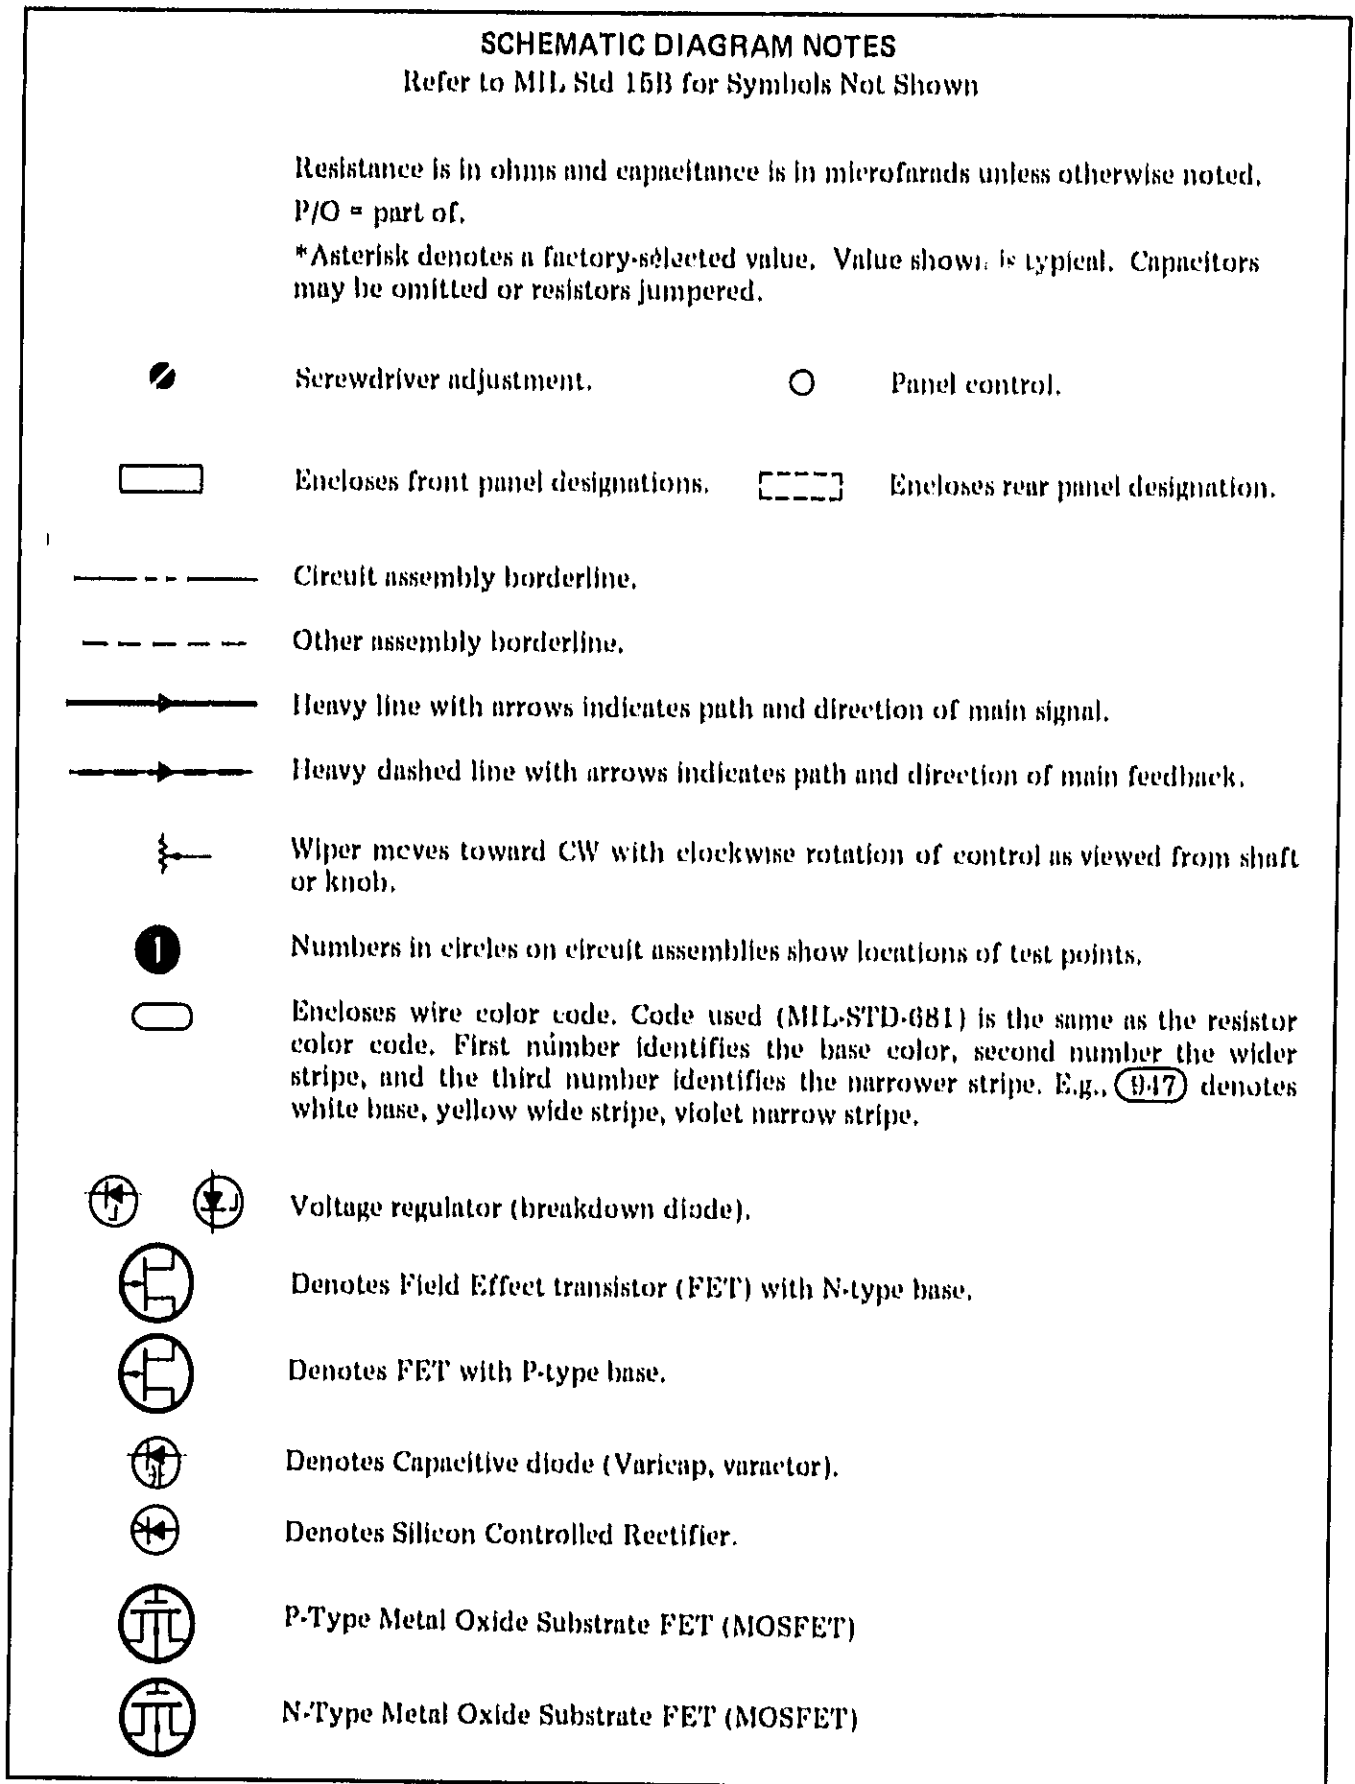 SCHEMATIC DIAGRAM NOTES
Refer to MIL Std 15B for Symbols Not Shown
Resistance is in ohms and capacitance is in microfarads unless otherwise noted.
P/O = part of.
*Asterisk denotes a factory-selected value. Value shown is typical. Capacitors
may be omitted or resistors jumpered.
Screwdriver adjustment.
Panel control.
Encloses front panel designations.
Encloses rear panel designation.
Circuit assembly borderline.
Other assembly borderline.
Heavy line with arrows indicates path and direction of main signal.
Heavy dashed line with arrows indicates path and direction of main feedback.
Wiper moves toward CW with clockwise rotation of control as viewed from shaft
or knob.
1
Numbers in circles on circuit assemblies show locations of test points.
Encloses wire color code. Code used (MIL-STD-681) is the same as the resistor
color code. First number identifies the base color, second number the wider
stripe, and the third number identifies the narrower stripe. E.g., 947 denotes
white base, yellow wide stripe, violet narrow stripe.
Voltage regulator (breakdown diode).
Denotes Field Effect transistor (FET) with N-type base.
Denotes FET with P-type base.
Denotes Capacitive diode (Varicap, varactor).
Denotes Silicon Controlled Rectifier.
P-Type Metal Oxide Substrate FET (MOSFET)
N-Type Metal Oxide Substrate FET (MOSFET)